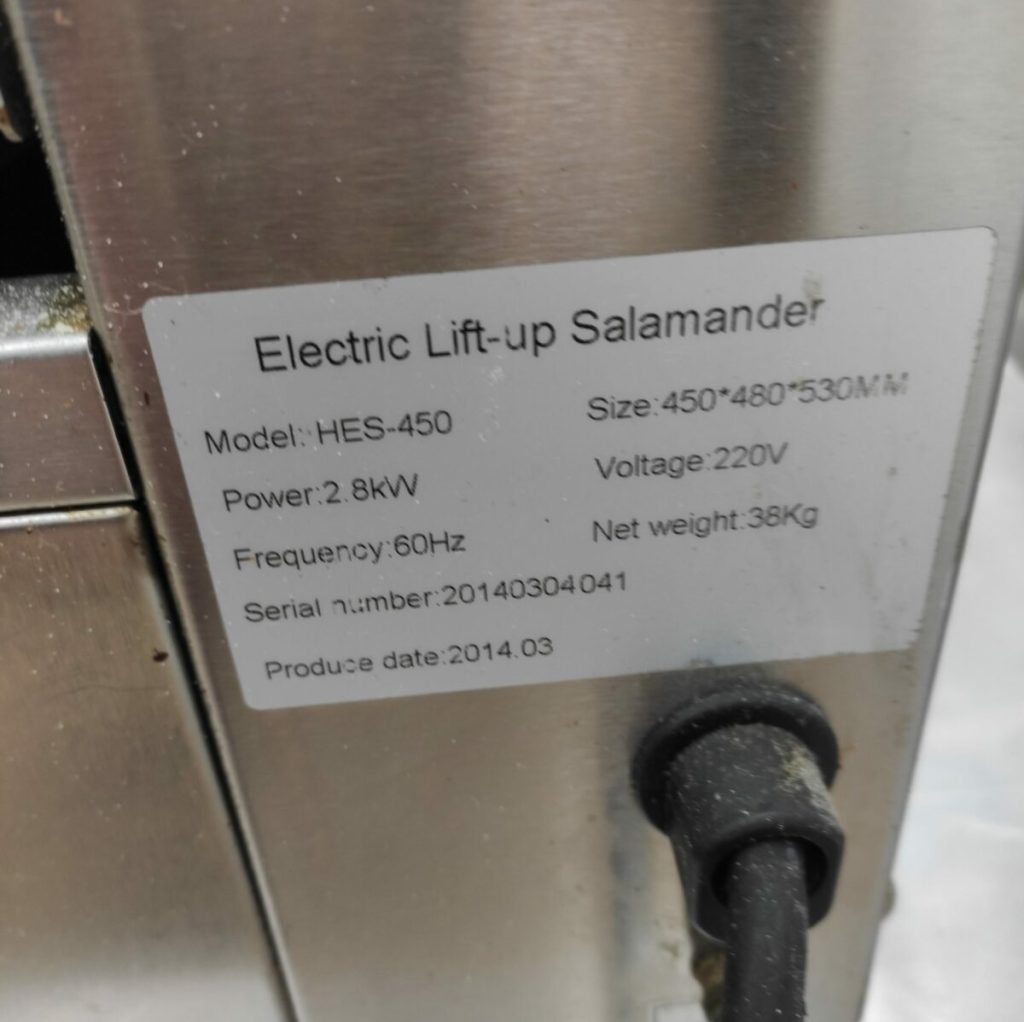 Electric Lift-up Salamander
Model: HES-450 Size:450*480*530MM
Power:2.8kW Voltage:220V
Frequency:60Hz Net weight:38Kg
Serial number:20140304041
Produce date:2014.03